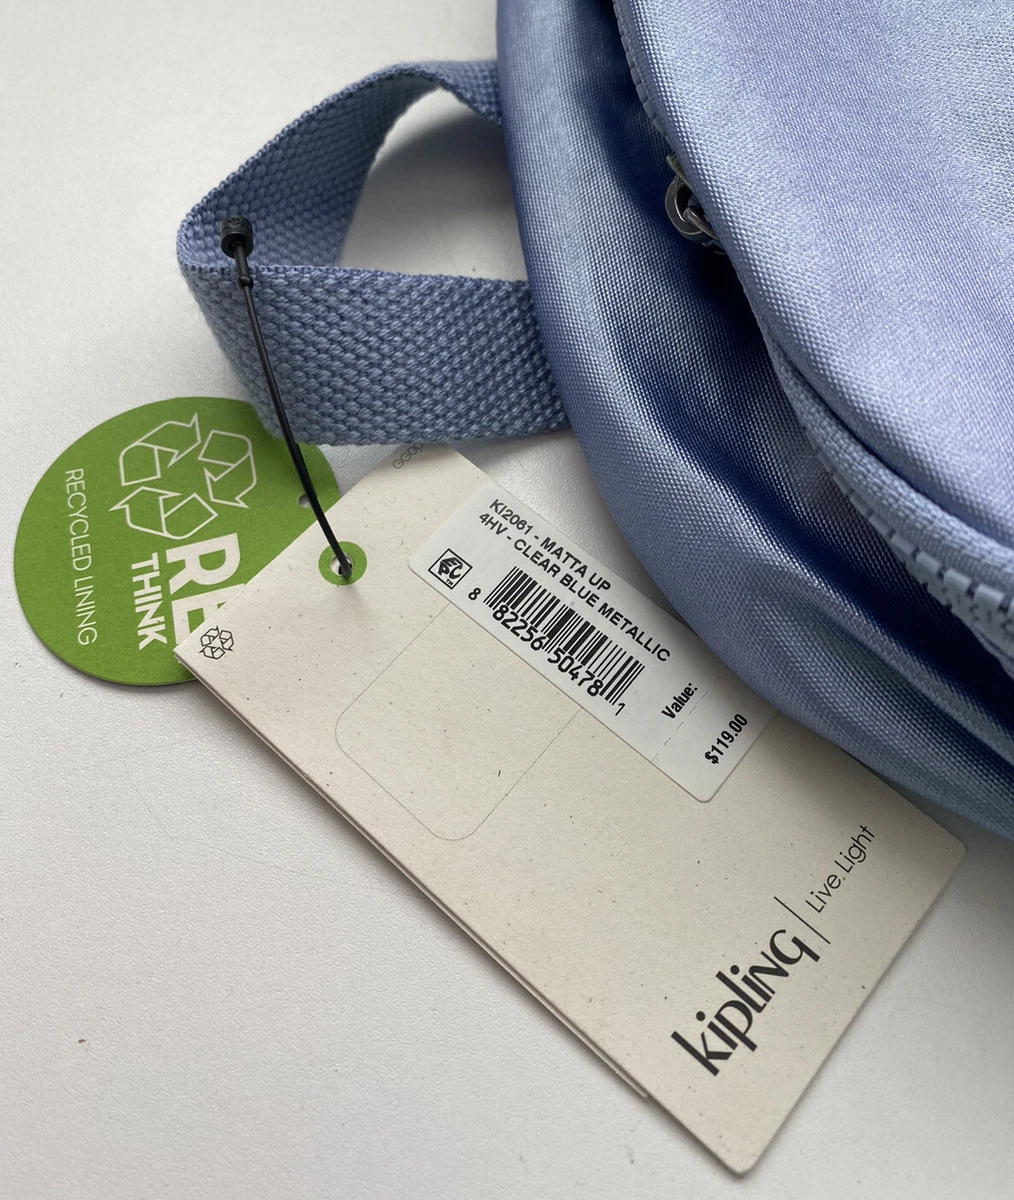 RE
THINK
RECYCLED LINING
KI2061 - MATTA UP
4HV - CLEAR BLUE METALLIC
8 82256 50478 1
Value:
$119.00
kipling | Live.Light